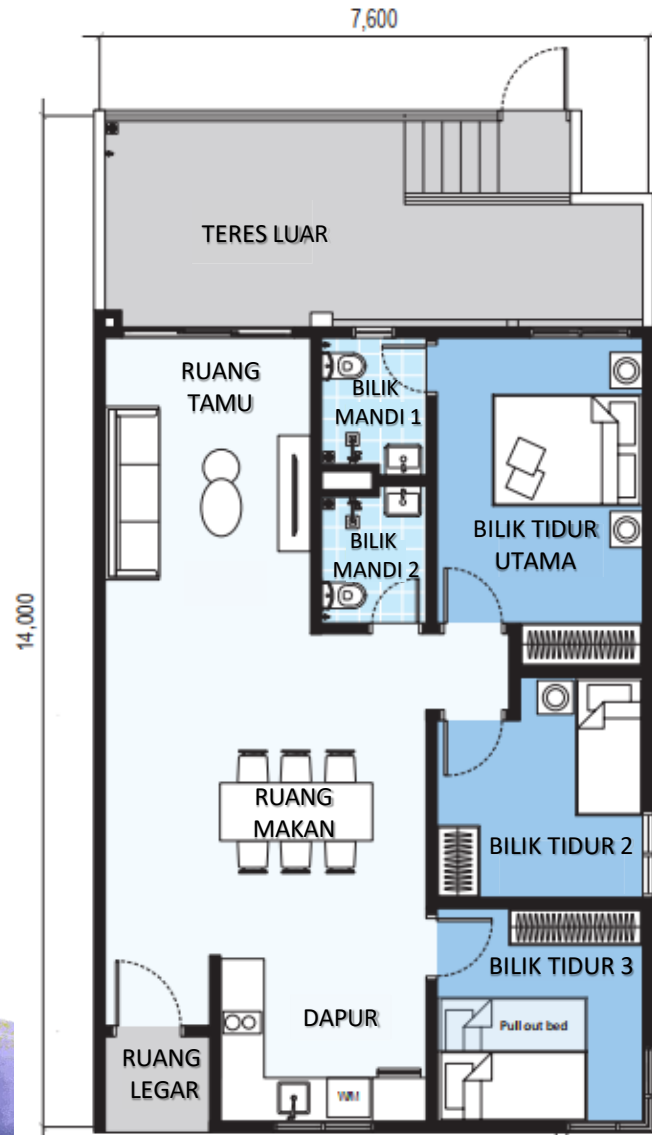 7,600
TERES LUAR
RUANG
TAMU
BILIK
MANDI 1
BILIK
MANDI 2
BILIK TIDUR
UTAMA
14,000
RUANG
MAKAN
BILIK TIDUR 2
BILIK TIDUR 3
DAPUR
Pull out bed
RUANG
LEGAR
WM